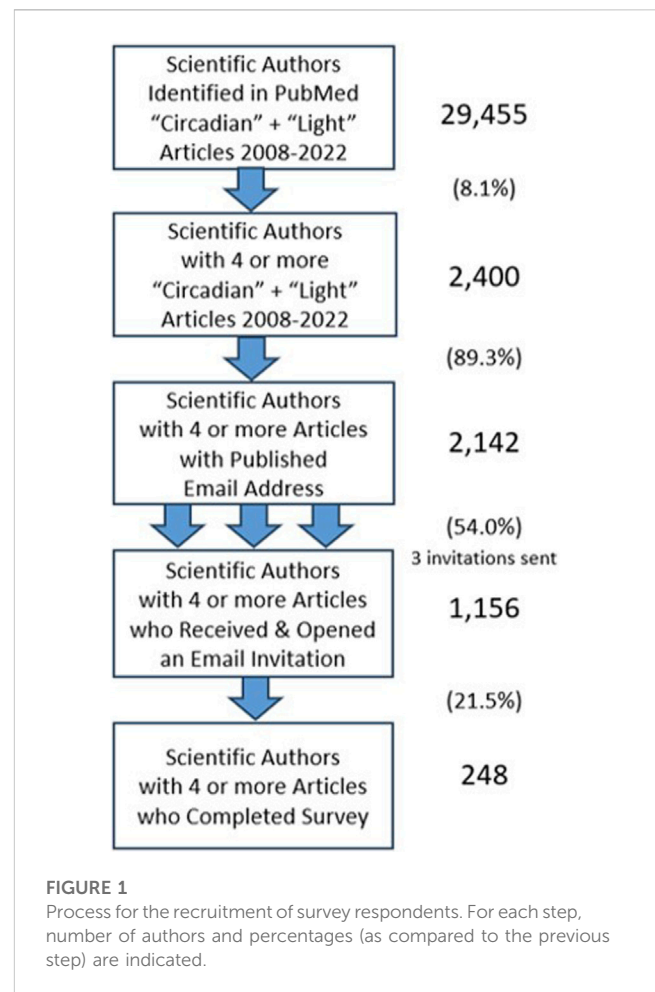 Scientific Authors
Identified in PubMed
“Circadian” + “Light”
Articles 2008-2022
29,455
(8.1%)
Scientific Authors
with 4 or more
“Circadian” + “Light”
Articles 2008-2022
2,400
(89.3%)
Scientific Authors
with 4 or more Articles
with Published
Email Address
2,142
(54.0%)
3 invitations sent
Scientific Authors
with 4 or more Articles
who Received & Opened
an Email Invitation
1,156
(21.5%)
Scientific Authors
with 4 or more Articles
who Completed Survey
248
FIGURE 1
Process for the recruitment of survey respondents. For each step,
number of authors and percentages (as compared to the previous
step) are indicated.